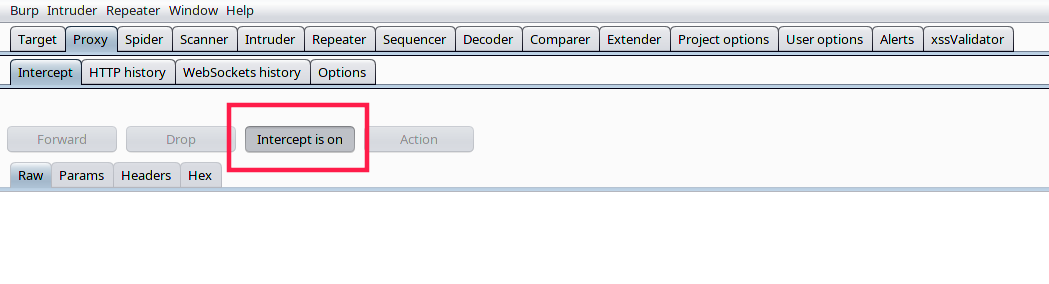 Burp Intruder Repeater Window Help
Target Proxy Spider Scanner Intruder Repeater Sequencer Decoder Comparer Extender Project options User options Alerts xssValidator
Intercept HTTP history WebSockets history Options
Forward Drop Intercept is on Action
Raw Params Headers Hex